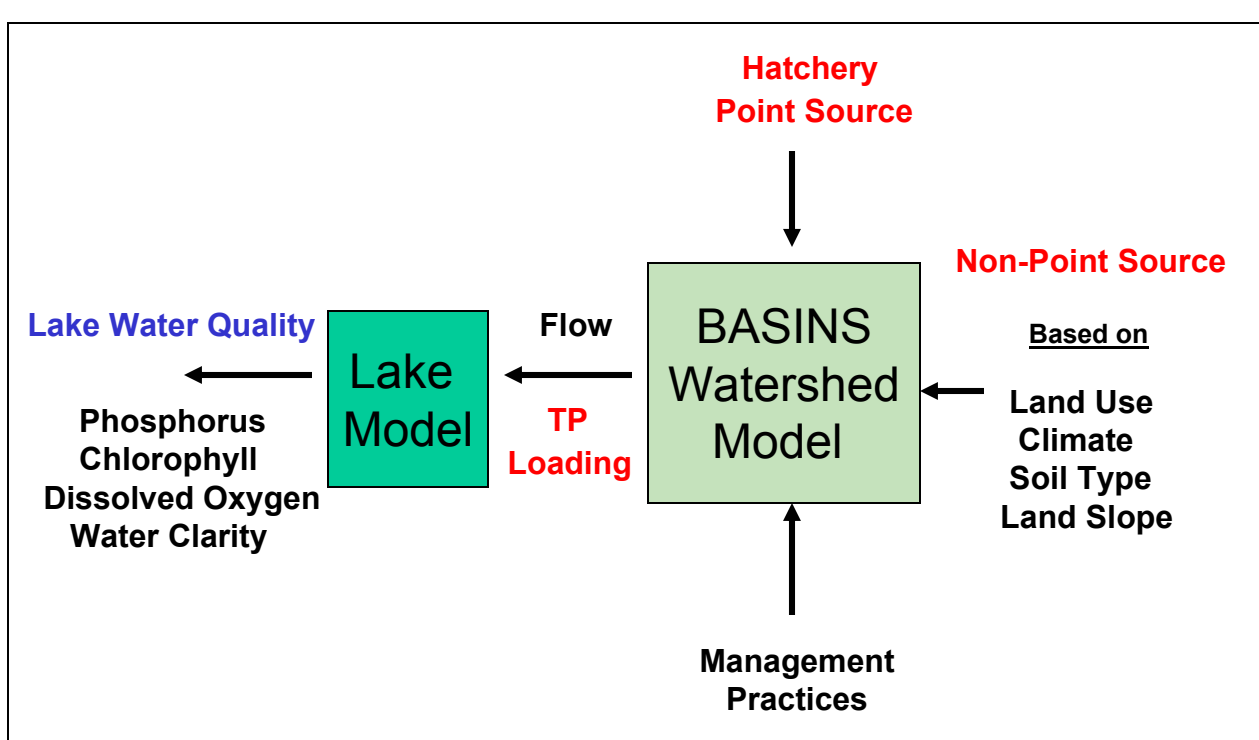 Hatchery
Point Source
Non-Point Source
Based on
Land Use
Climate
Soil Type
Land Slope
BASINS
Watershed
Model
Management
Practices
Flow
TP
Loading
Lake
Model
Lake Water Quality
Phosphorus
Chlorophyll
Dissolved Oxygen
Water Clarity